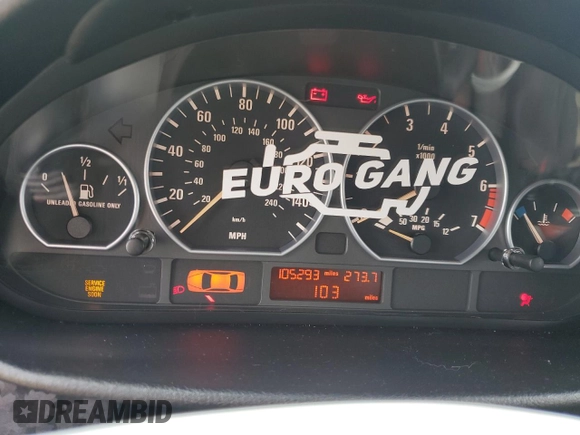 80
60
100
40
120
20
140
20
40
60
80
100
120
140
160
180
240
km/h
MPH
0
1/2
1/1
UNLEADED GASOLINE ONLY
3
4
5
6
7
1/min
x1000
50
30
20
15
12
MPG
EURO GANG
SERVICE
ENGINE
SOON
105293 miles 273.7
103 miles
DREAMBID